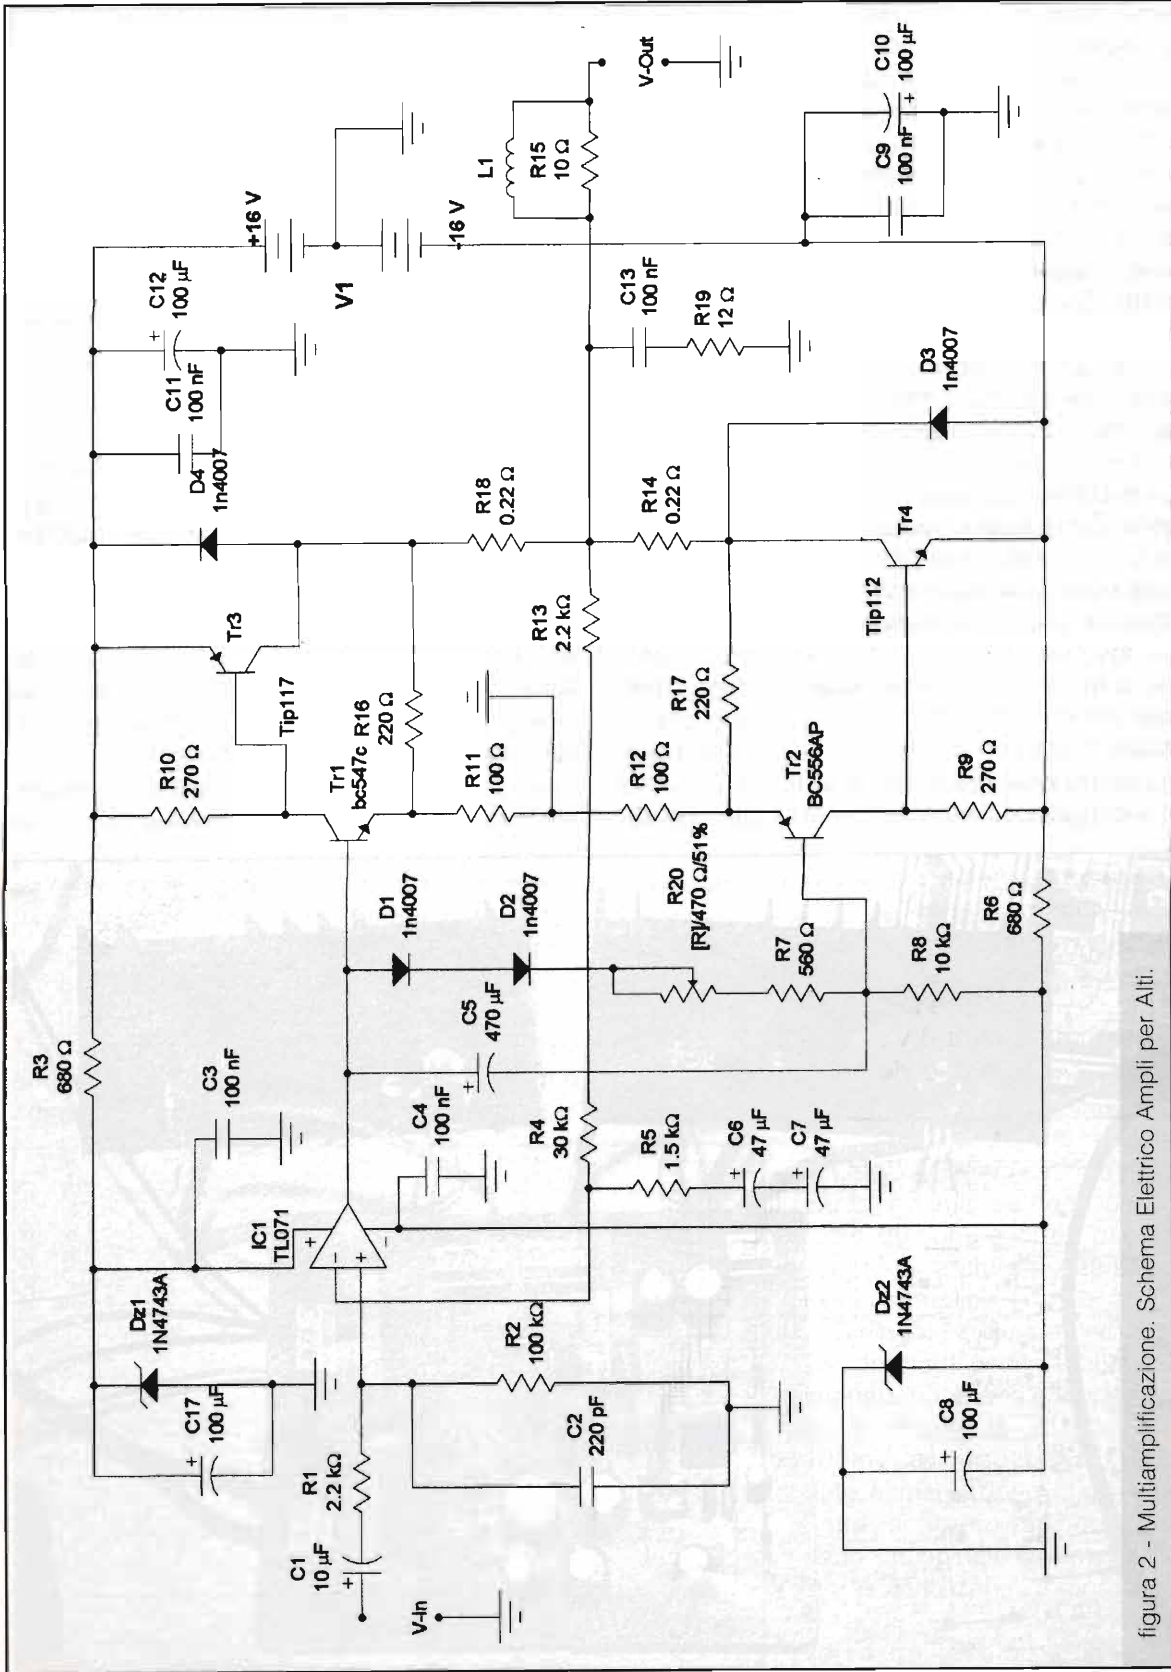 R3
680 Ω
C3
100 nF
Dz1
1N4743A
C17
100 µF
+
IC1
TL071
+
−
−
+
C4
100 nF
V-In
C1
10 µF
+
R1
2.2 kΩ
R2
100 kΩ
C2
220 pF
Dz2
1N4743A
C8
100 µF
+
R4
30 kΩ
R5
1.5 kΩ
C6
47 µF
+
C7
47 µF
+
C5
470 µF
+
D1
1n4007
D2
1n4007
R20
[R]/470 Ω/51%
R7
560 Ω
R8
10 kΩ
R6
680 Ω
R10
270 Ω
Tr1
bc547c
R16
220 Ω
R11
100 Ω
R12
100 Ω
Tr2
BC556AP
R9
270 Ω
R17
220 Ω
Tr3
Tip117
R13
2.2 kΩ
Tip112
Tr4
D4
1n4007
C11
100 nF
C12
100 µF
+
R18
0.22 Ω
R14
0.22 Ω
D3
1n4007
C13
100 nF
R19
12 Ω
+16 V
V1
-16 V
L1
R15
10 Ω
V-Out
C9
100 nF
C10
100 µF
+
figura 2 - Multiamplificazione. Schema Elettrico Ampli per Alti.